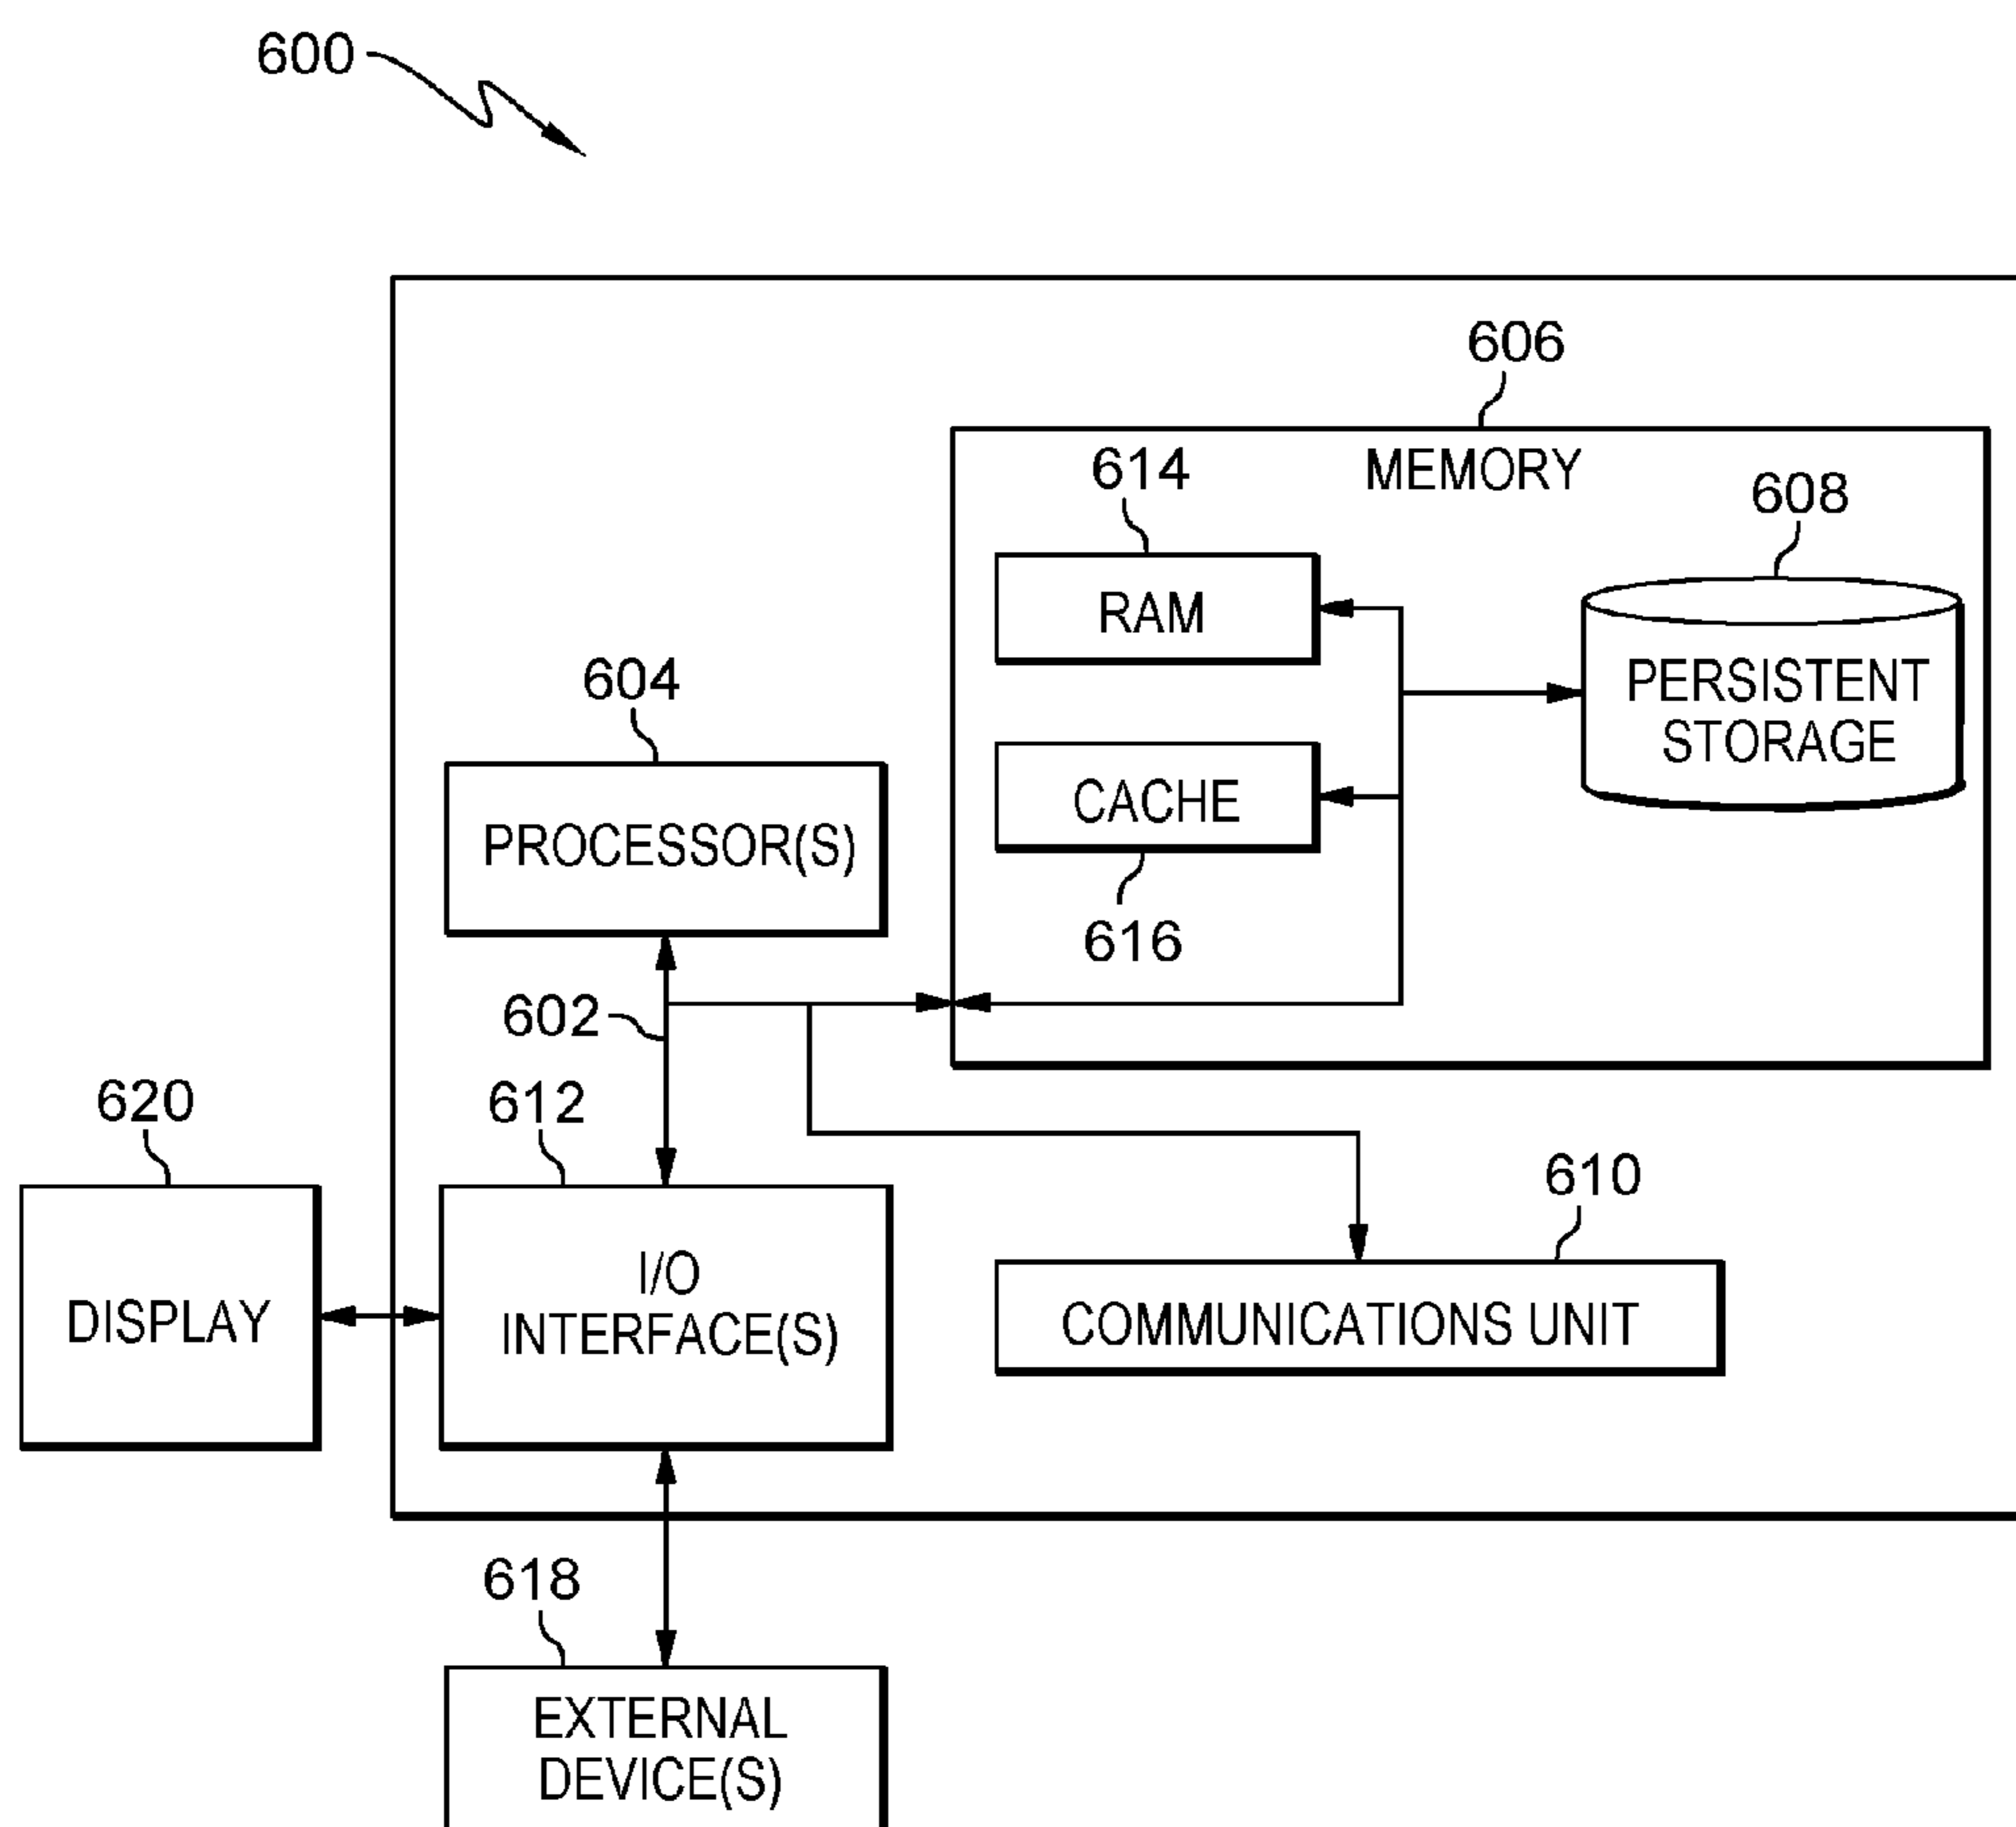 600
606
MEMORY
614
608
RAM
PERSISTENT
STORAGE
604
CACHE
PROCESSOR(S)
616
602
620
612
610
I/O
INTERFACE(S)
DISPLAY
COMMUNICATIONS UNIT
618
EXTERNAL
DEVICE(S)